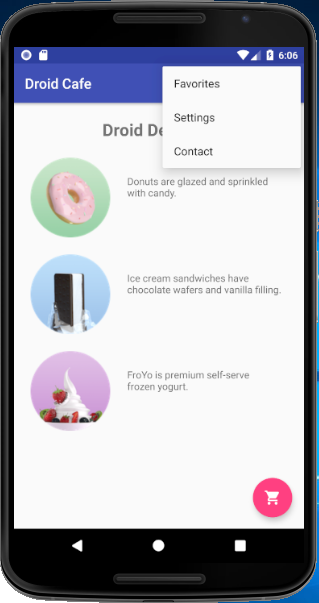 6:06
Droid Cafe
Favorites
Settings
Contact
Droid De
Donuts are glazed and sprinkled
with candy.
Ice cream sandwiches have
chocolate wafers and vanilla filling.
FroYo is premium self-serve
frozen yogurt.